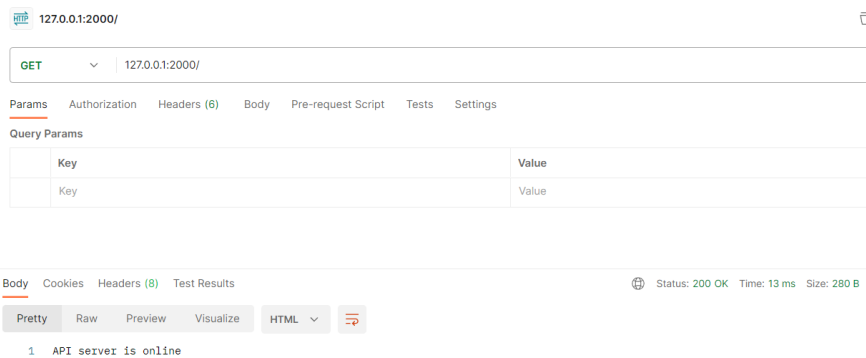 HTTP 127.0.0.1:2000/
GET 127.0.0.1:2000/
Params Authorization Headers (6) Body Pre-request Script Tests Settings
Query Params
Key Value
Key Value
Body Cookies Headers (8) Test Results Status: 200 OK Time: 13 ms Size: 280 B
Pretty Raw Preview Visualize HTML
1 API server is online